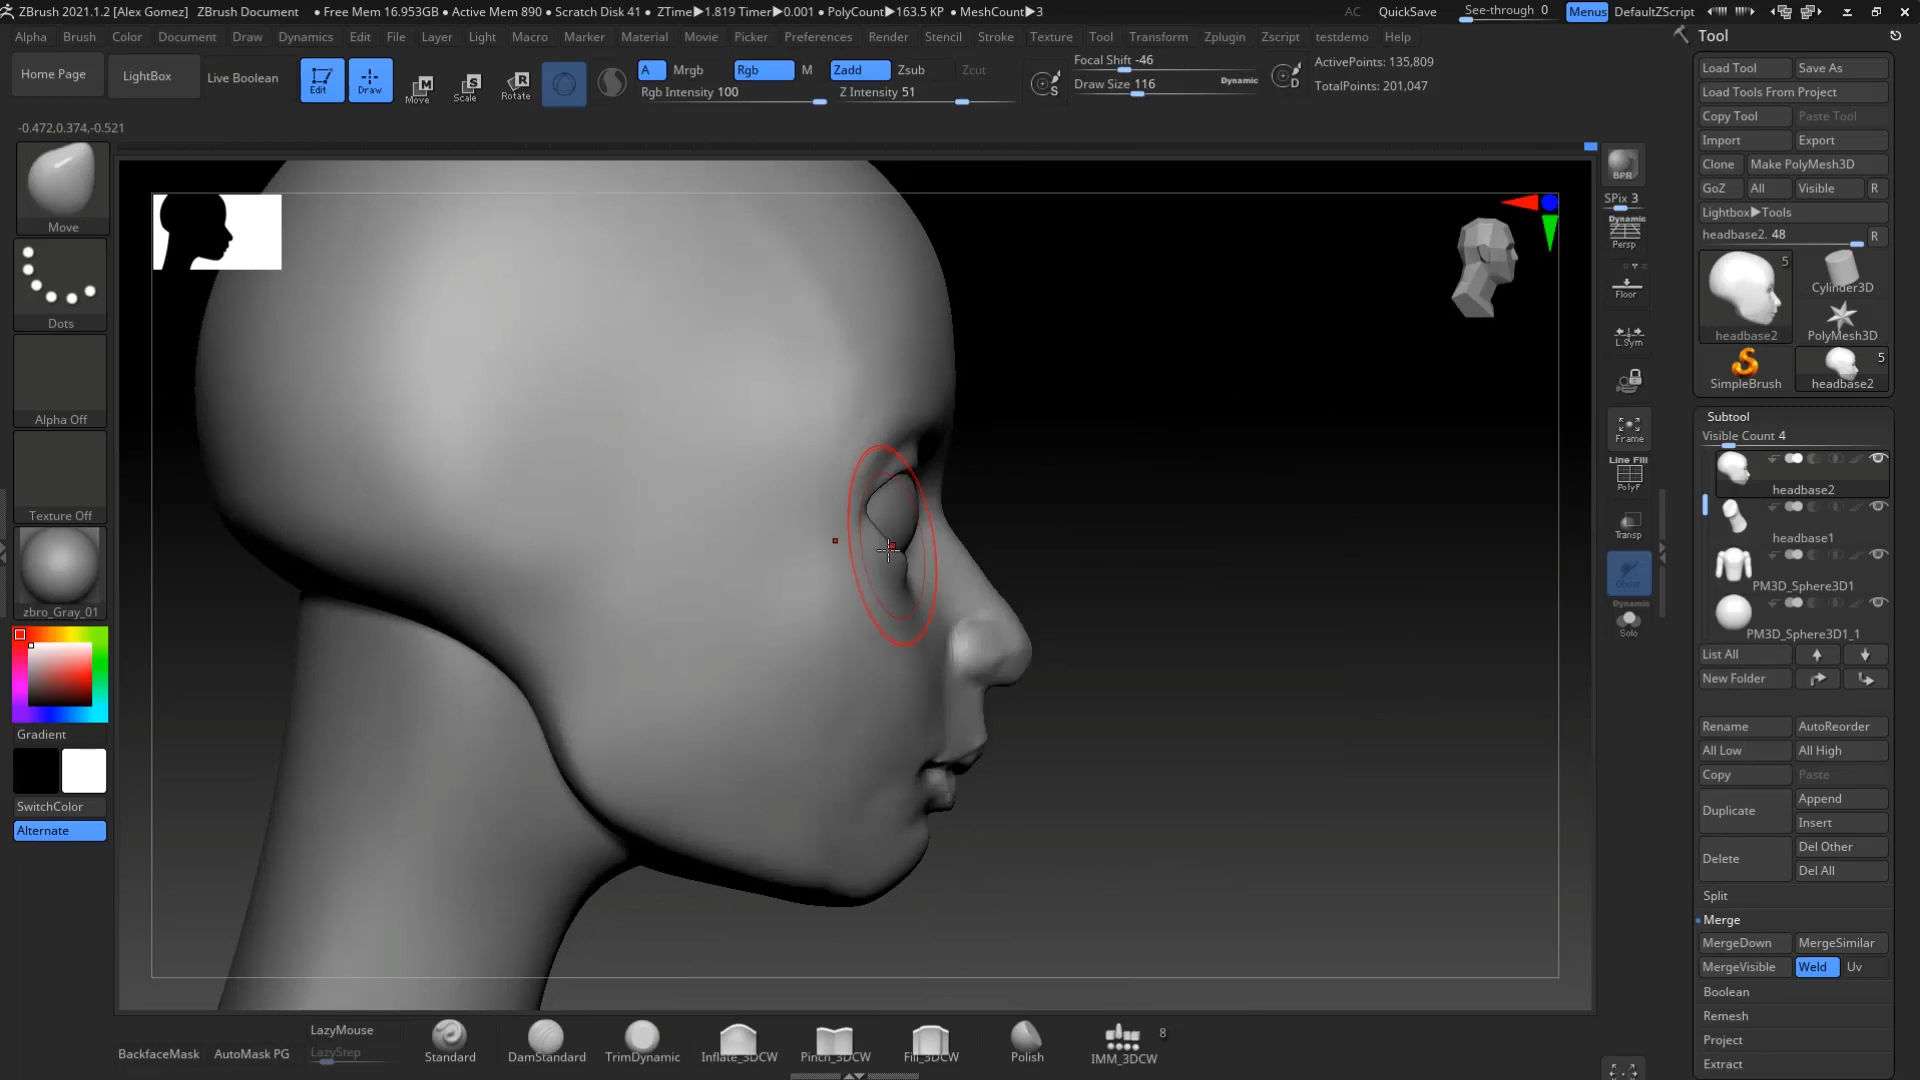 ZBrush 2021.1.2 [Alex Gomez] ZBrush Document • Free Mem 16.953GB • Active Mem 890 • Scratch Disk 41 • ZTime▶1.819 Timer▶0.001 • PolyCount▶163.5 KP • MeshCount▶3 AC QuickSave See-through 0 Menus DefaultZScript
Alpha Brush Color Document Draw Dynamics Edit File Layer Light Macro Marker Material Movie Picker Preferences Render Stencil Stroke Texture Tool Transform Zplugin Zscript testdemo Help
Home Page LightBox Live Boolean Edit Draw Move Scale Rotate
A Mrgb Rgb M Zadd Zsub Zcut
Rgb Intensity 100 Z Intensity 51
Focal Shift -46
Draw Size 116 Dynamic
S D
ActivePoints: 135,809
TotalPoints: 201,047
-0.472,0.374,-0.521
Move
Dots
Alpha Off
Texture Off
zbro_Gray_01
Gradient
SwitchColor
Alternate
BPR
SPix 3
Dynamic
Persp
Floor
L.Sym
Frame
Line Fill
PolyF
Transp
Ghost
Dynamic
Solo
Tool
Load Tool Save As
Load Tools From Project
Copy Tool Paste Tool
Import Export
Clone Make PolyMesh3D
GoZ All Visible R
Lightbox▶Tools
headbase2. 48 R
5
headbase2
Cylinder3D
PolyMesh3D
SimpleBrush
5
headbase2
Subtool
Visible Count 4
headbase2
headbase1
PM3D_Sphere3D1
PM3D_Sphere3D1_1
List All
New Folder
Rename AutoReorder
All Low All High
Copy Paste
Duplicate Append
Insert
Delete Del Other
Del All
Split
Merge
MergeDown MergeSimilar
MergeVisible Weld Uv
Boolean
Remesh
Project
Extract
BackfaceMask AutoMask PG
LazyMouse
LazyStep
Standard DamStandard TrimDynamic Inflate_3DCW Pinch_3DCW Fill_3DCW Polish IMM_3DCW 8